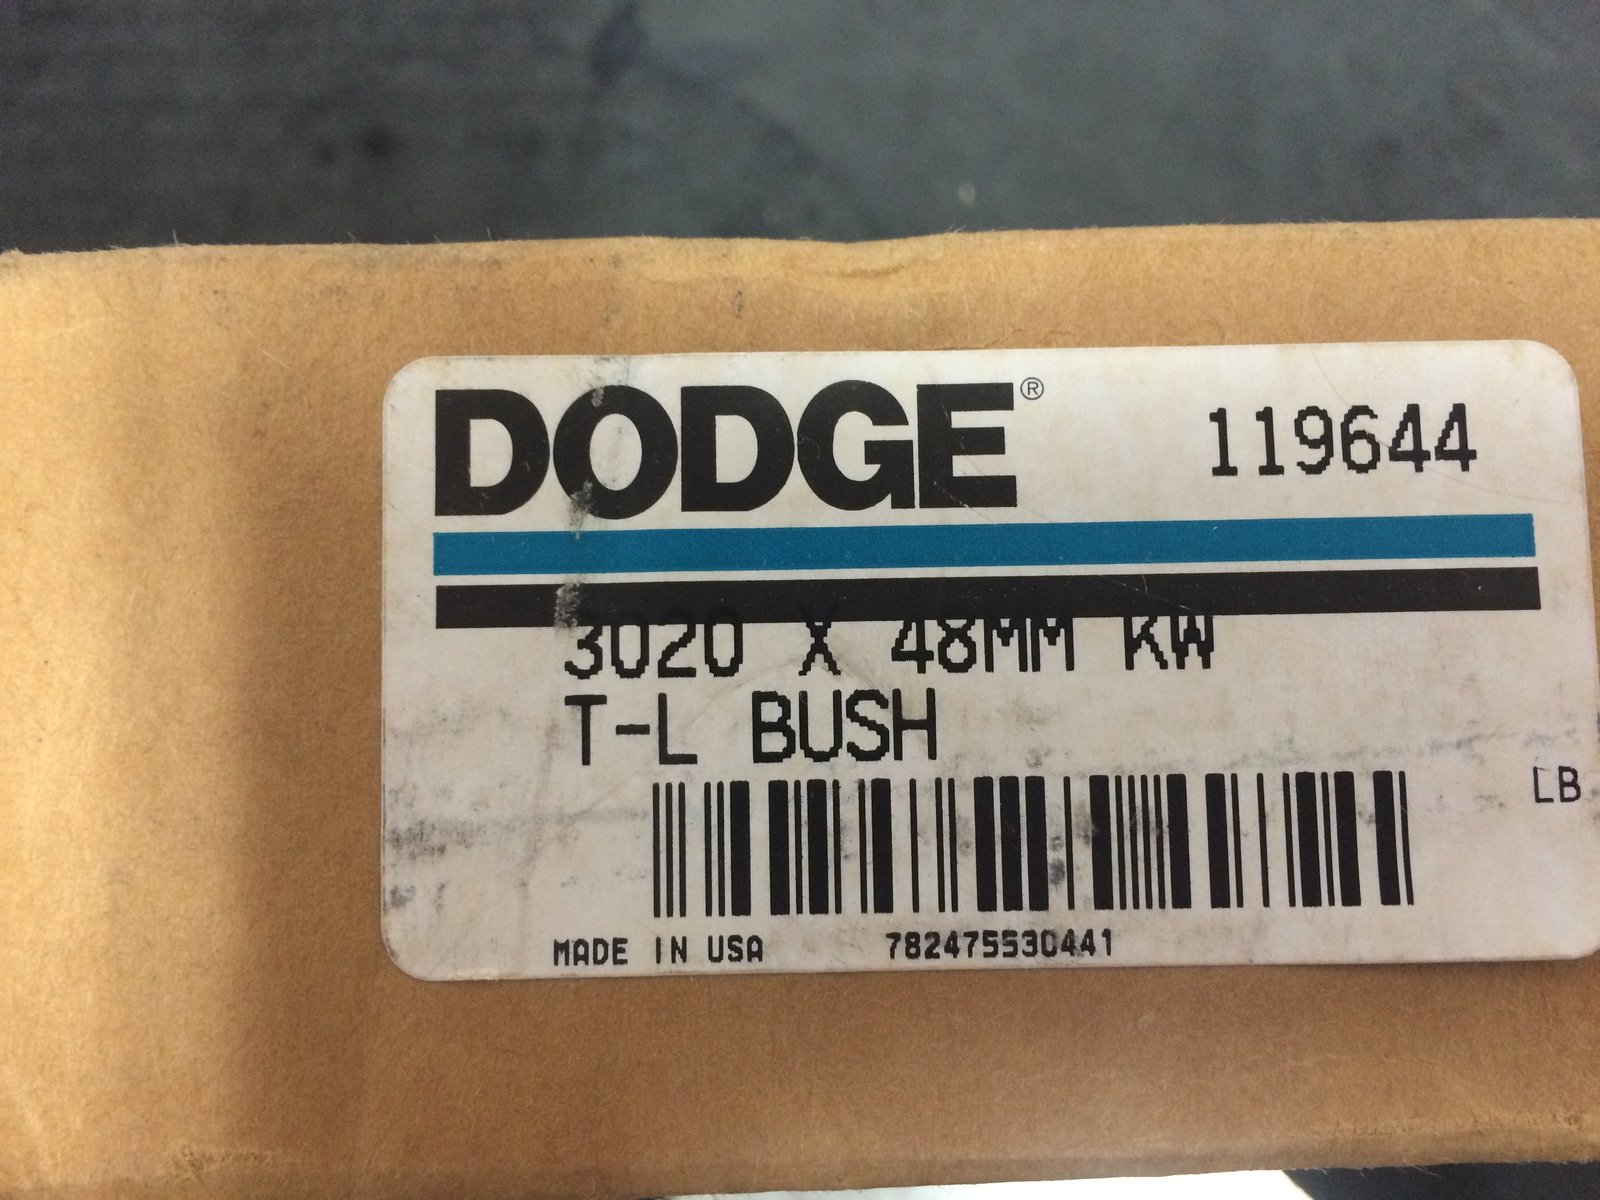 DODGE® 119644
3020 X 48MM KW
T-L BUSH
LB
MADE IN USA 782475530441